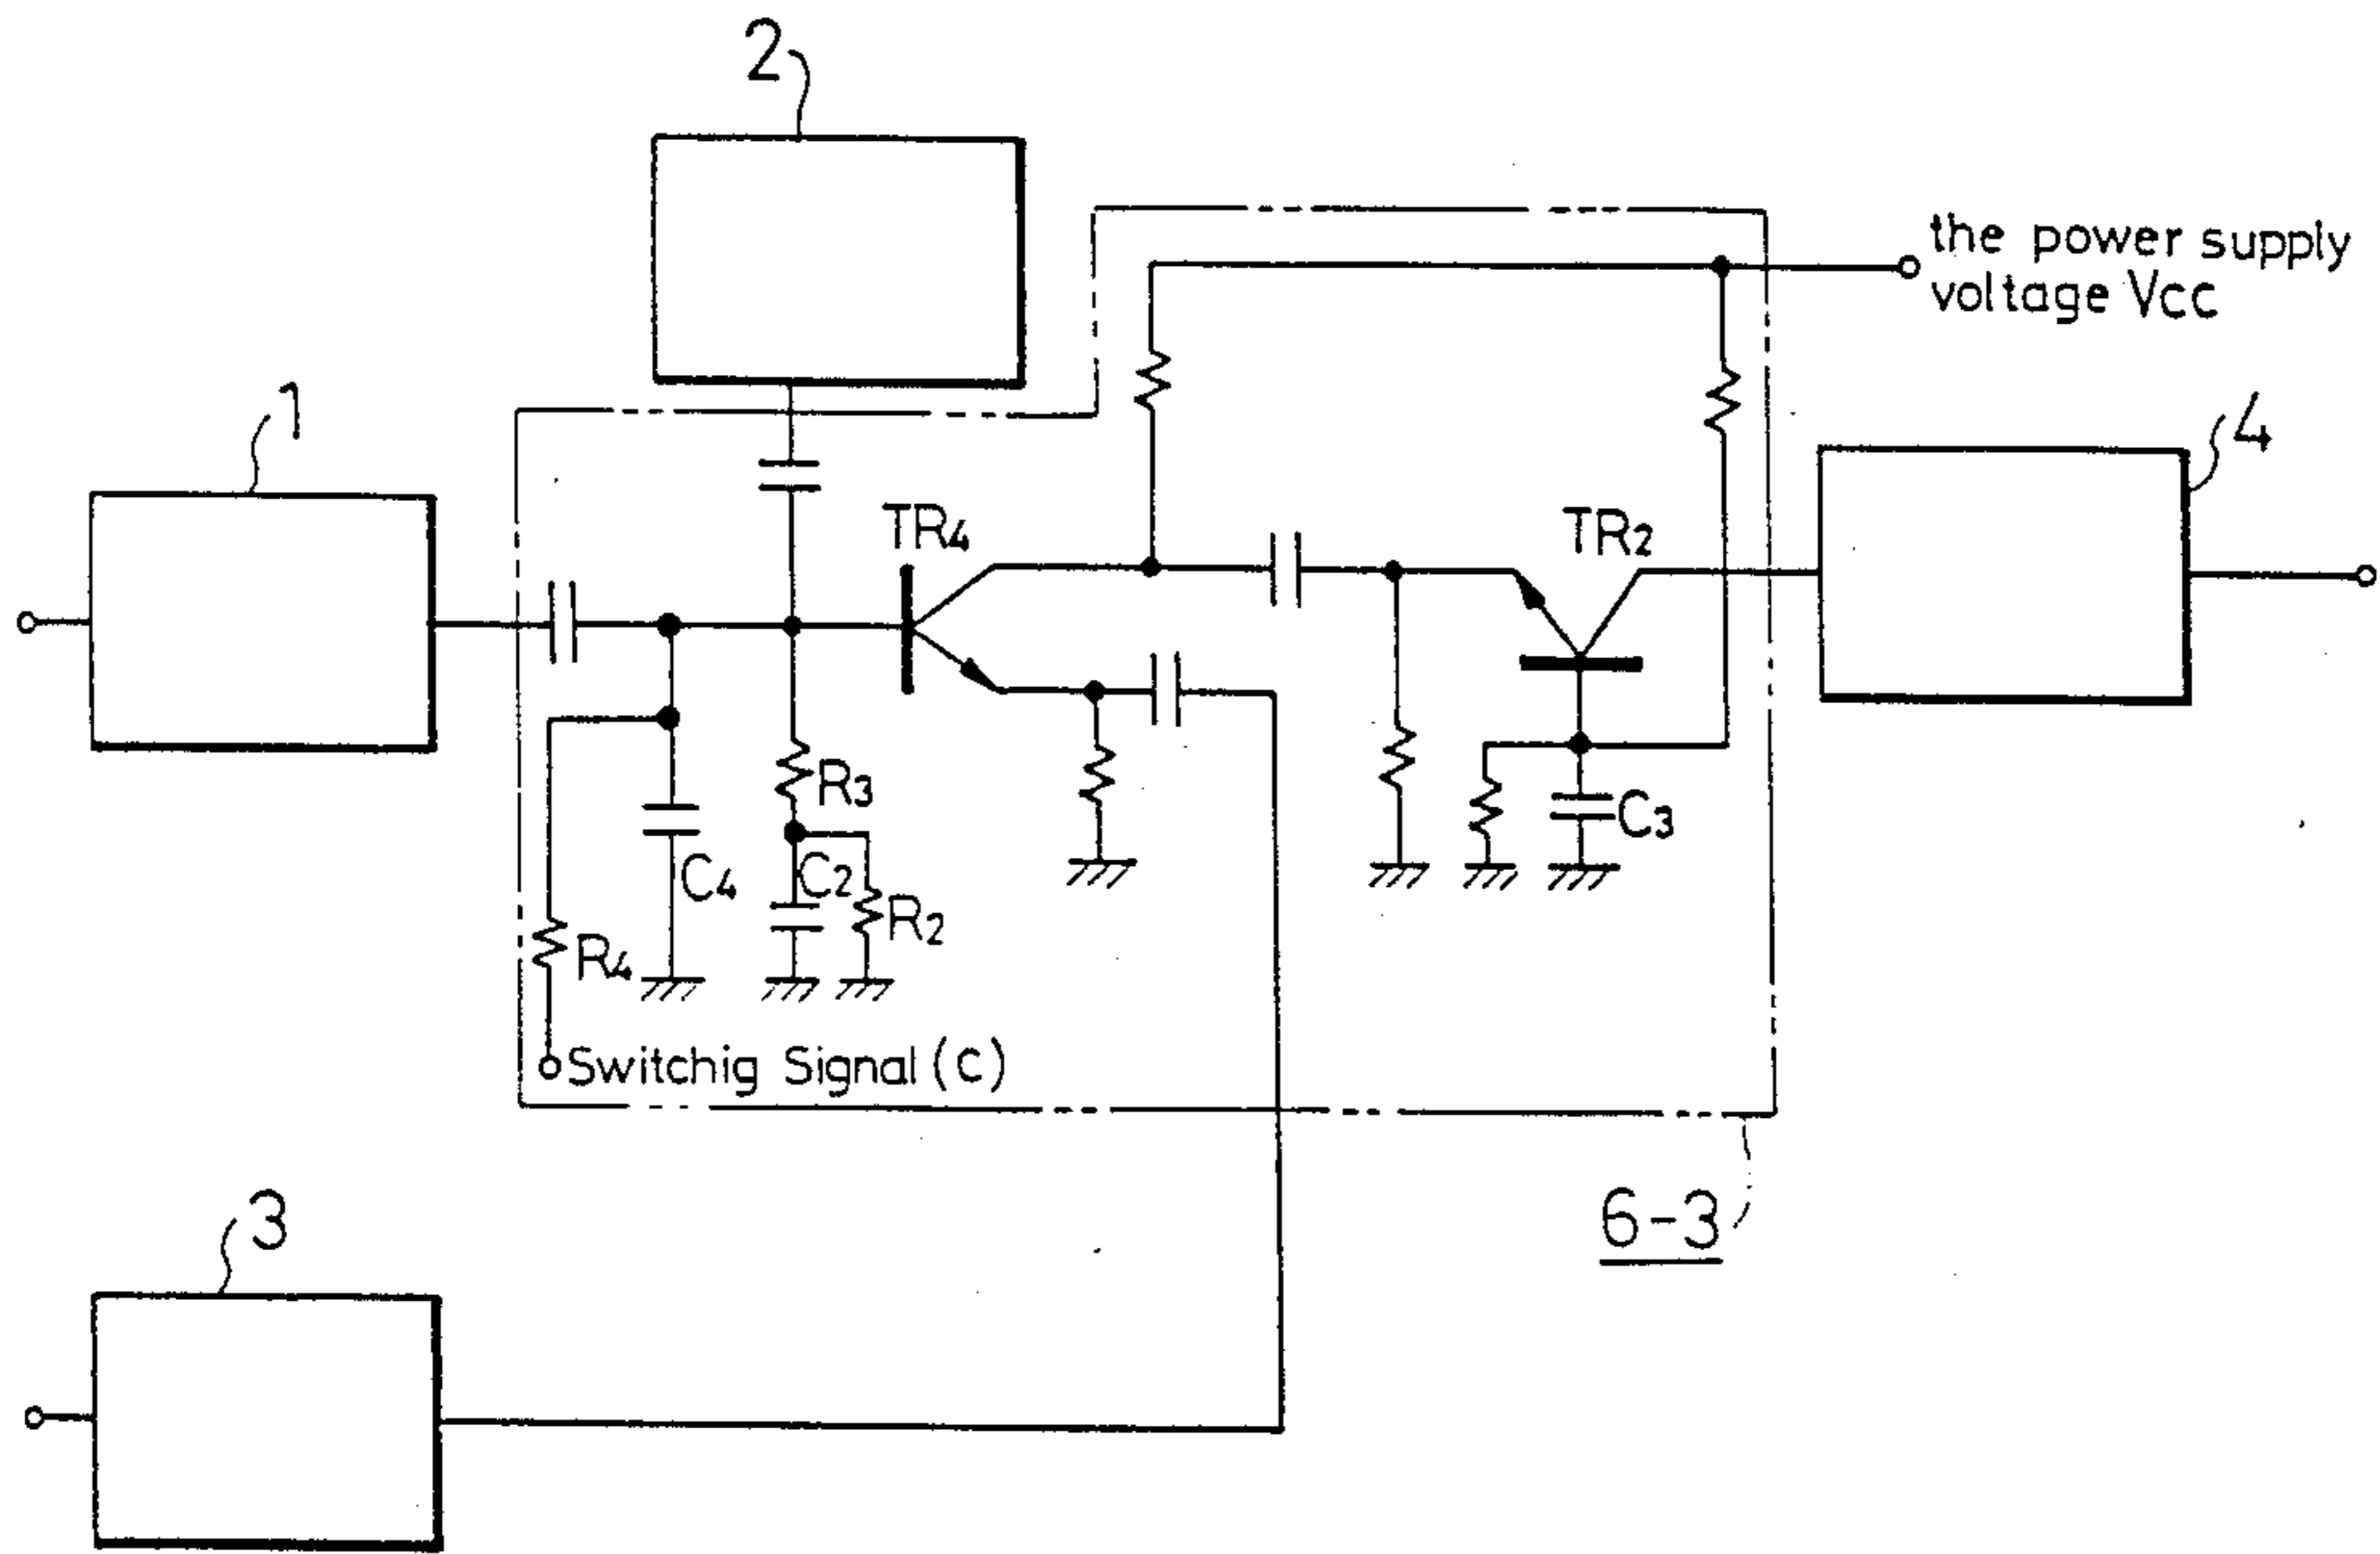 2
the power supply
voltage Vcc
1
4
TR4
TR2
R3
C3
C4
C2
R2
R4
Switchig Signal (c)
6-3
3